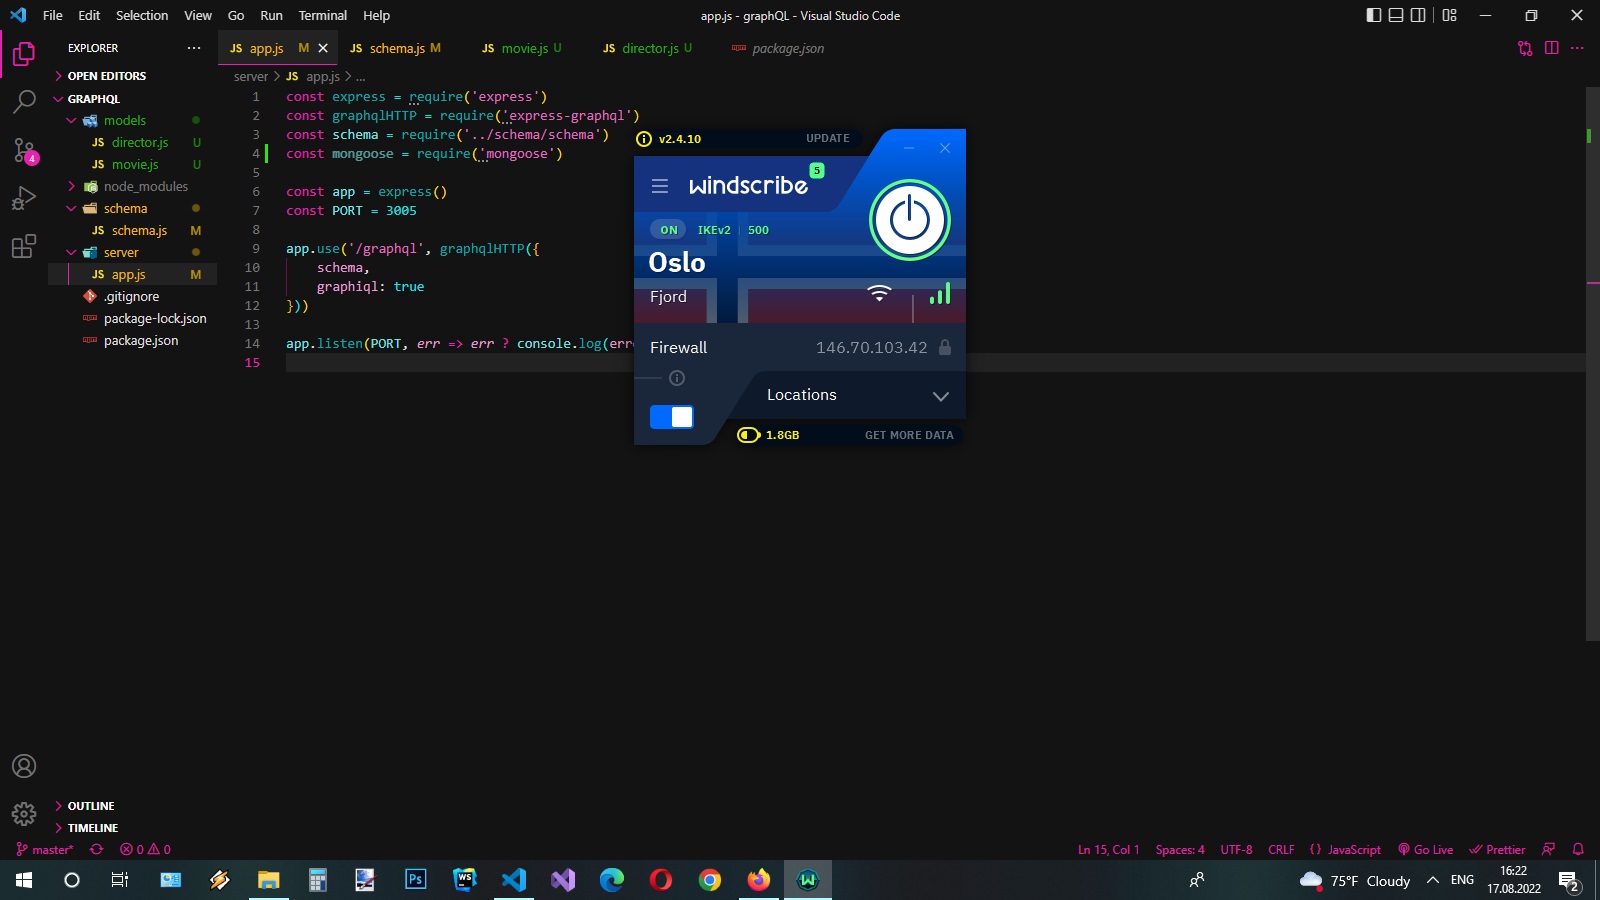 File Edit Selection View Go Run Terminal Help
app.js - graphQL - Visual Studio Code
EXPLORER
JS app.js M
JS schema.js M
JS movie.js U
JS director.js U
package.json
OPEN EDITORS
server > JS app.js > ...
GRAPHQL
models
JS director.js U
JS movie.js U
node_modules
schema
JS schema.js M
server
JS app.js M
.gitignore
package-lock.json
package.json
OUTLINE
TIMELINE
1 const express = require('express')
2 const graphqlHTTP = require('express-graphql')
3 const schema = require('../schema/schema')
4 const mongoose = require('mongoose')
5
6 const app = express()
7 const PORT = 3005
8
9 app.use('/graphql', graphqlHTTP({
10 schema,
11 graphiql: true
12 }))
13
14 app.listen(PORT, err => err ? console.log(err
15
v2.4.10 UPDATE
windscribe 5
ON IKEv2 500
Oslo
Fjord
Firewall 146.70.103.42
Locations
1.8GB GET MORE DATA
4
master* 0 0
Ln 15, Col 1 Spaces: 4 UTF-8 CRLF {} JavaScript Go Live Prettier
Ps WS
75°F Cloudy ENG
16:22
17.08.2022
2